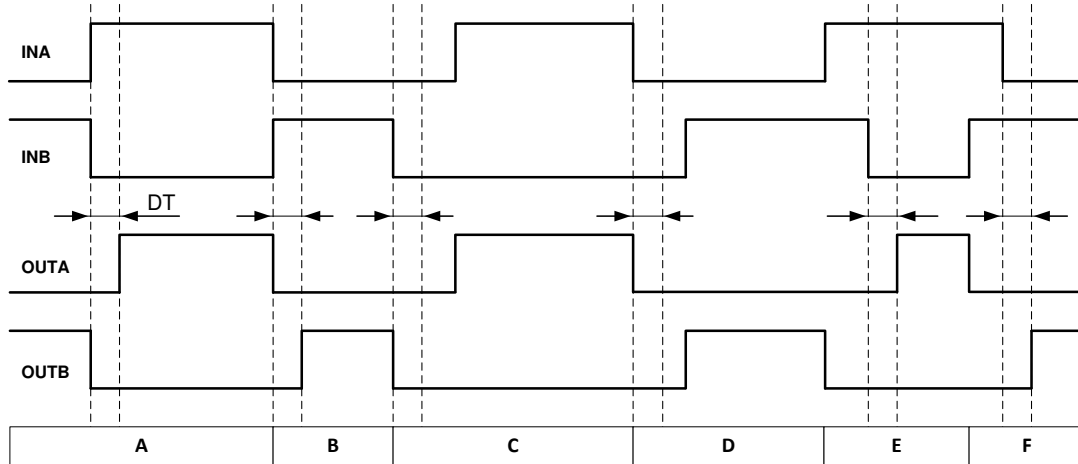 INA
INB
DT
OUTA
OUTB
A B C D E F